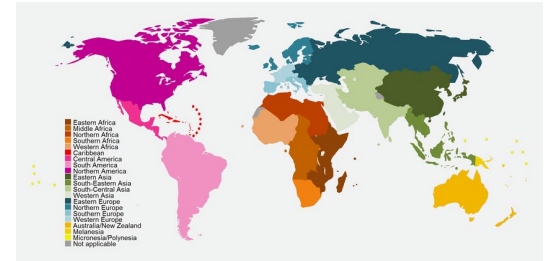 Eastern Africa
Middle Africa
Northern Africa
Southern Africa
Western Africa
Caribbean
Central America
South America
Northern America
Eastern Asia
South-Eastern Asia
South-Central Asia
Western Asia
Eastern Europe
Northern Europe
Southern Europe
Western Europe
Australia/New Zealand
Melanesia
Micronesia/Polynesia
Not applicable